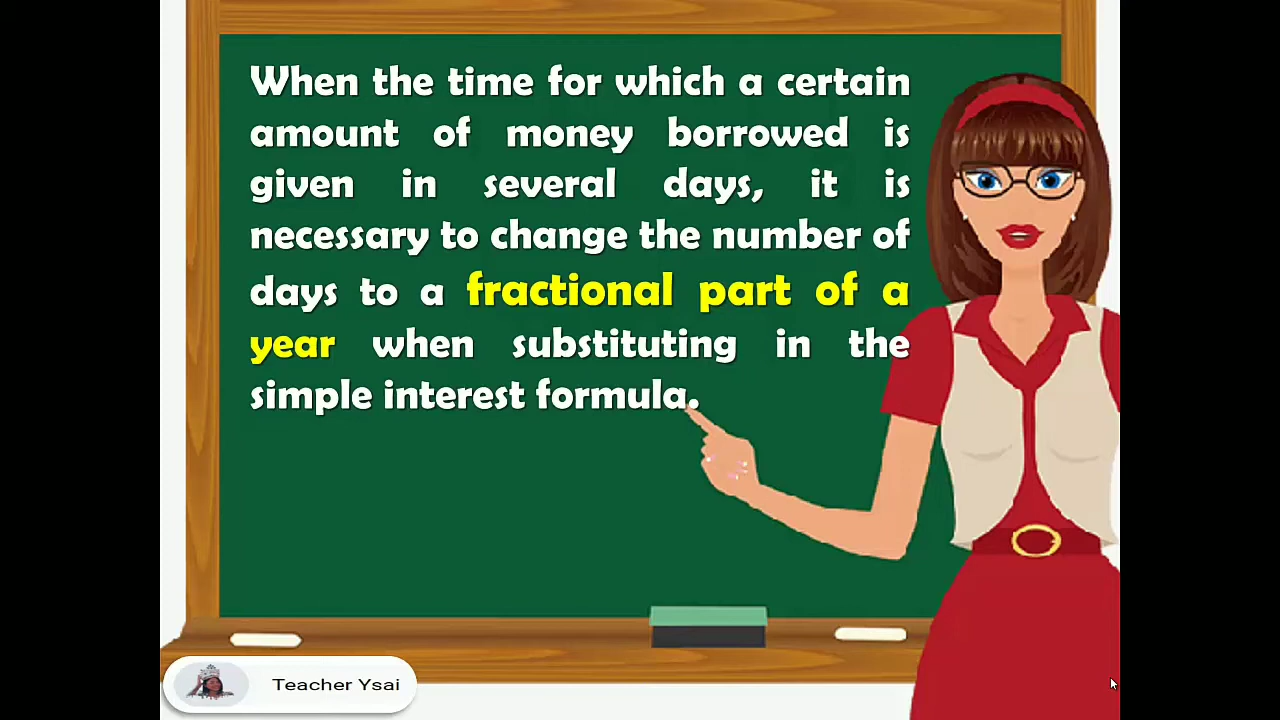 When the time for which a certain
amount of money borrowed is
given in several days, it is
necessary to change the number of
days to a fractional part of a
year when substituting in the
simple interest formula.
Teacher Ysai